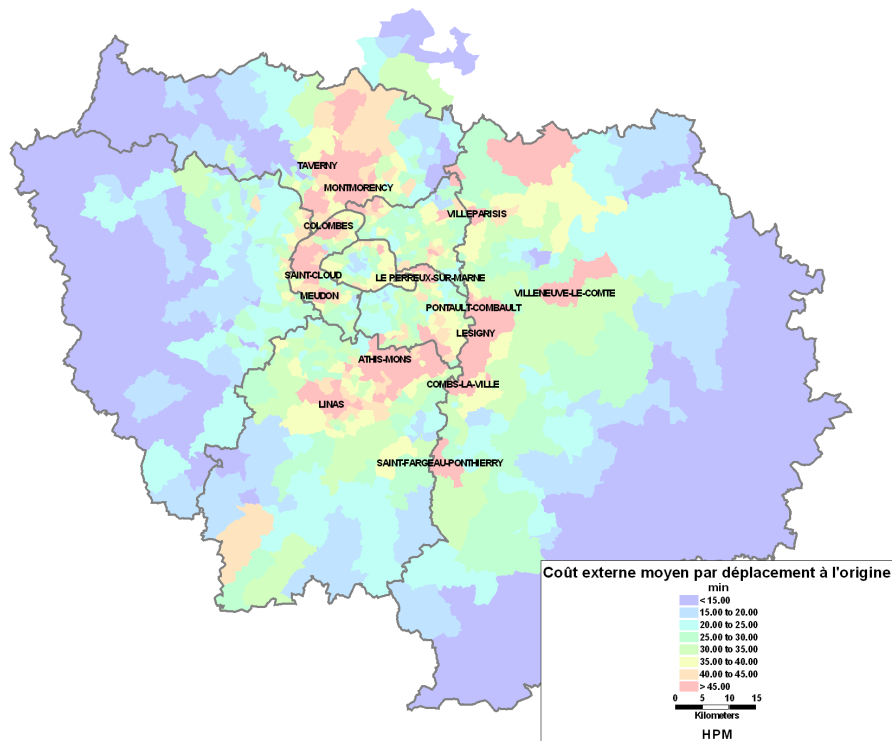 TAVERNY
MONTMORENCY
COLOMBES
VILLEPARISIS
SAINT-CLOUD
LE PERREUX-SUR-MARNE
MEUDON
VILLENEUVE-LE-COMTE
PONTAULT-COMBAULT
LESIGNY
ATHIS-MONS
COMBS-LA-VILLE
LINAS
SAINT-FARGEAU-PONTHIERRY
Coût externe moyen par déplacement à l'origine
min
< 15.00
15.00 to 20.00
20.00 to 25.00
25.00 to 30.00
30.00 to 35.00
35.00 to 40.00
40.00 to 45.00
> 45.00
0 5 10 15
Kilometers
HPM